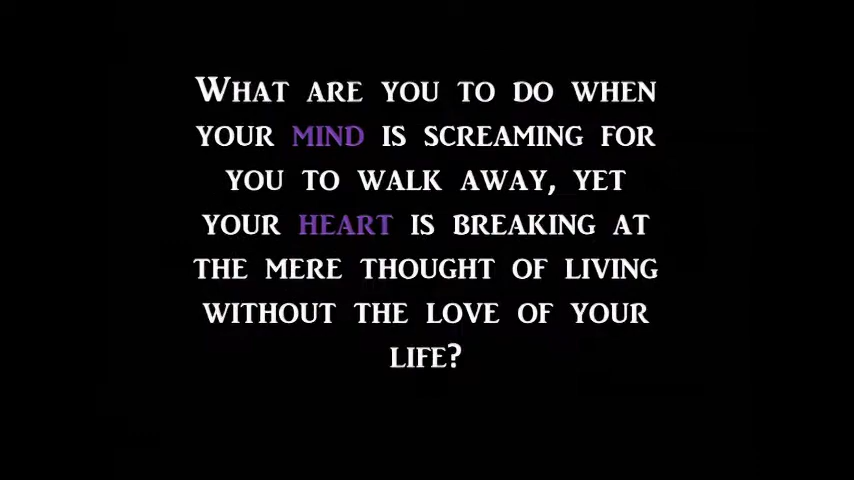 What are you to do when
your mind is screaming for
you to walk away, yet
your heart is breaking at
the mere thought of living
without the love of your
life?